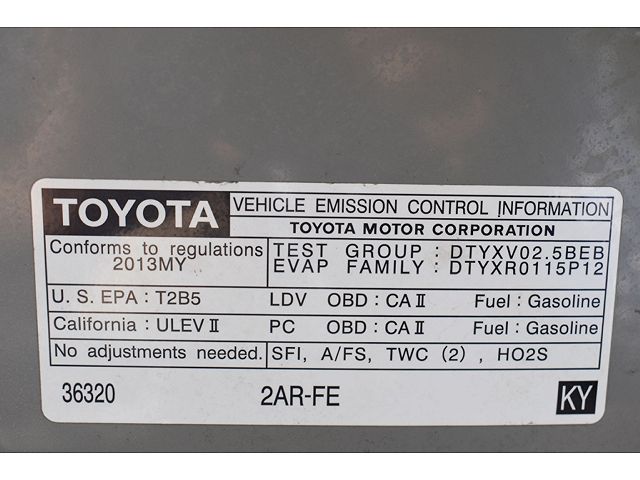 TOYOTA
VEHICLE EMISSION CONTROL INFORMATION
TOYOTA MOTOR CORPORATION
Conforms to regulations
2013MY
TEST GROUP : DTYXV02.5BEB
EVAP FAMILY : DTYXR0115P12
U. S. EPA : T2B5 LDV OBD : CA II Fuel : Gasoline
California : ULEV II PC OBD : CA II Fuel : Gasoline
No adjustments needed. SFI, A/FS, TWC (2) , HO2S
36320 2AR-FE KY